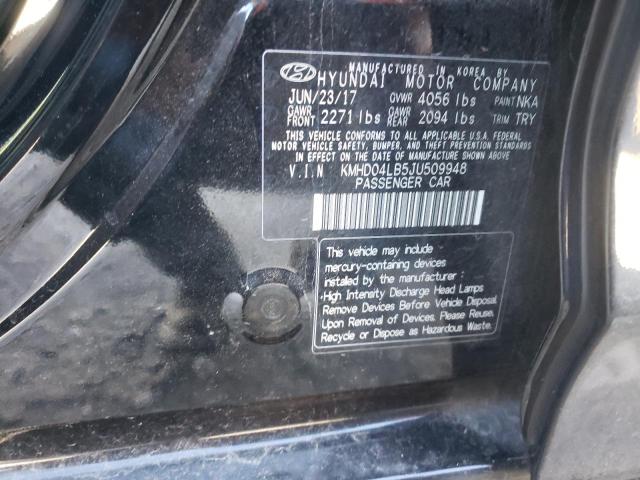 MANUFACTURED IN KOREA BY
HYUNDAI MOTOR COMPANY
JUN/23/17 GVWR 4056 lbs PAINT NKA
GAWR FRONT 2271 lbs GAWR REAR 2094 lbs TRIM TRY
THIS VEHICLE CONFORMS TO ALL APPLICABLE U.S.A. FEDERAL
MOTOR VEHICLE SAFETY, BUMPER, AND THEFT PREVENTION STANDARDS
IN EFFECT ON THE DATE OF MANUFACTURE SHOWN ABOVE.
V.I.N KMHD04LB5JU509948
PASSENGER CAR
This vehicle may include
mercury-containing devices
installed by the manufacturer :
·High Intensity Discharge Head Lamps
Remove Devices Before Vehicle Disposal
Upon Removal of Devices, Please Reuse,
Recycle or Dispose as Hazardous Waste.